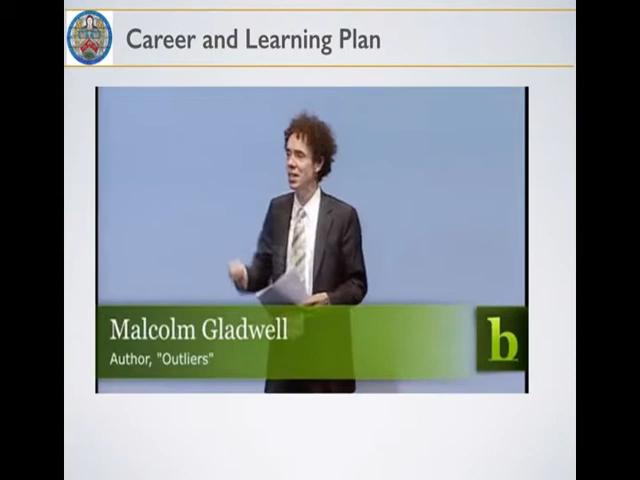 Career and Learning Plan
Malcolm Gladwell
Author, "Outliers"
b